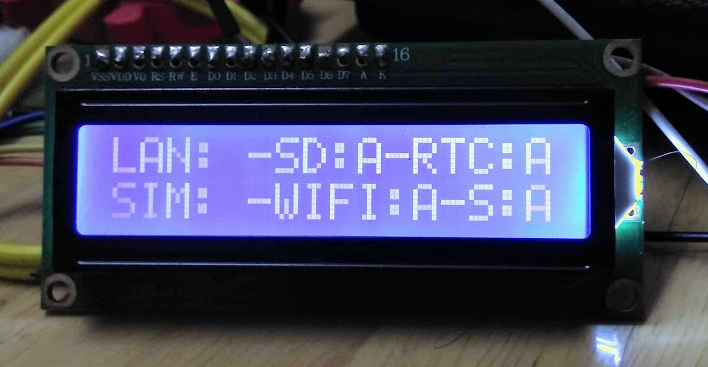 1 16
VSS VDD VO RS RW E D0 D1 D2 D3 D4 D5 D6 D7 A K
LAN: -SD:A-RTC:A
SIM: -WIFI:A-S:A